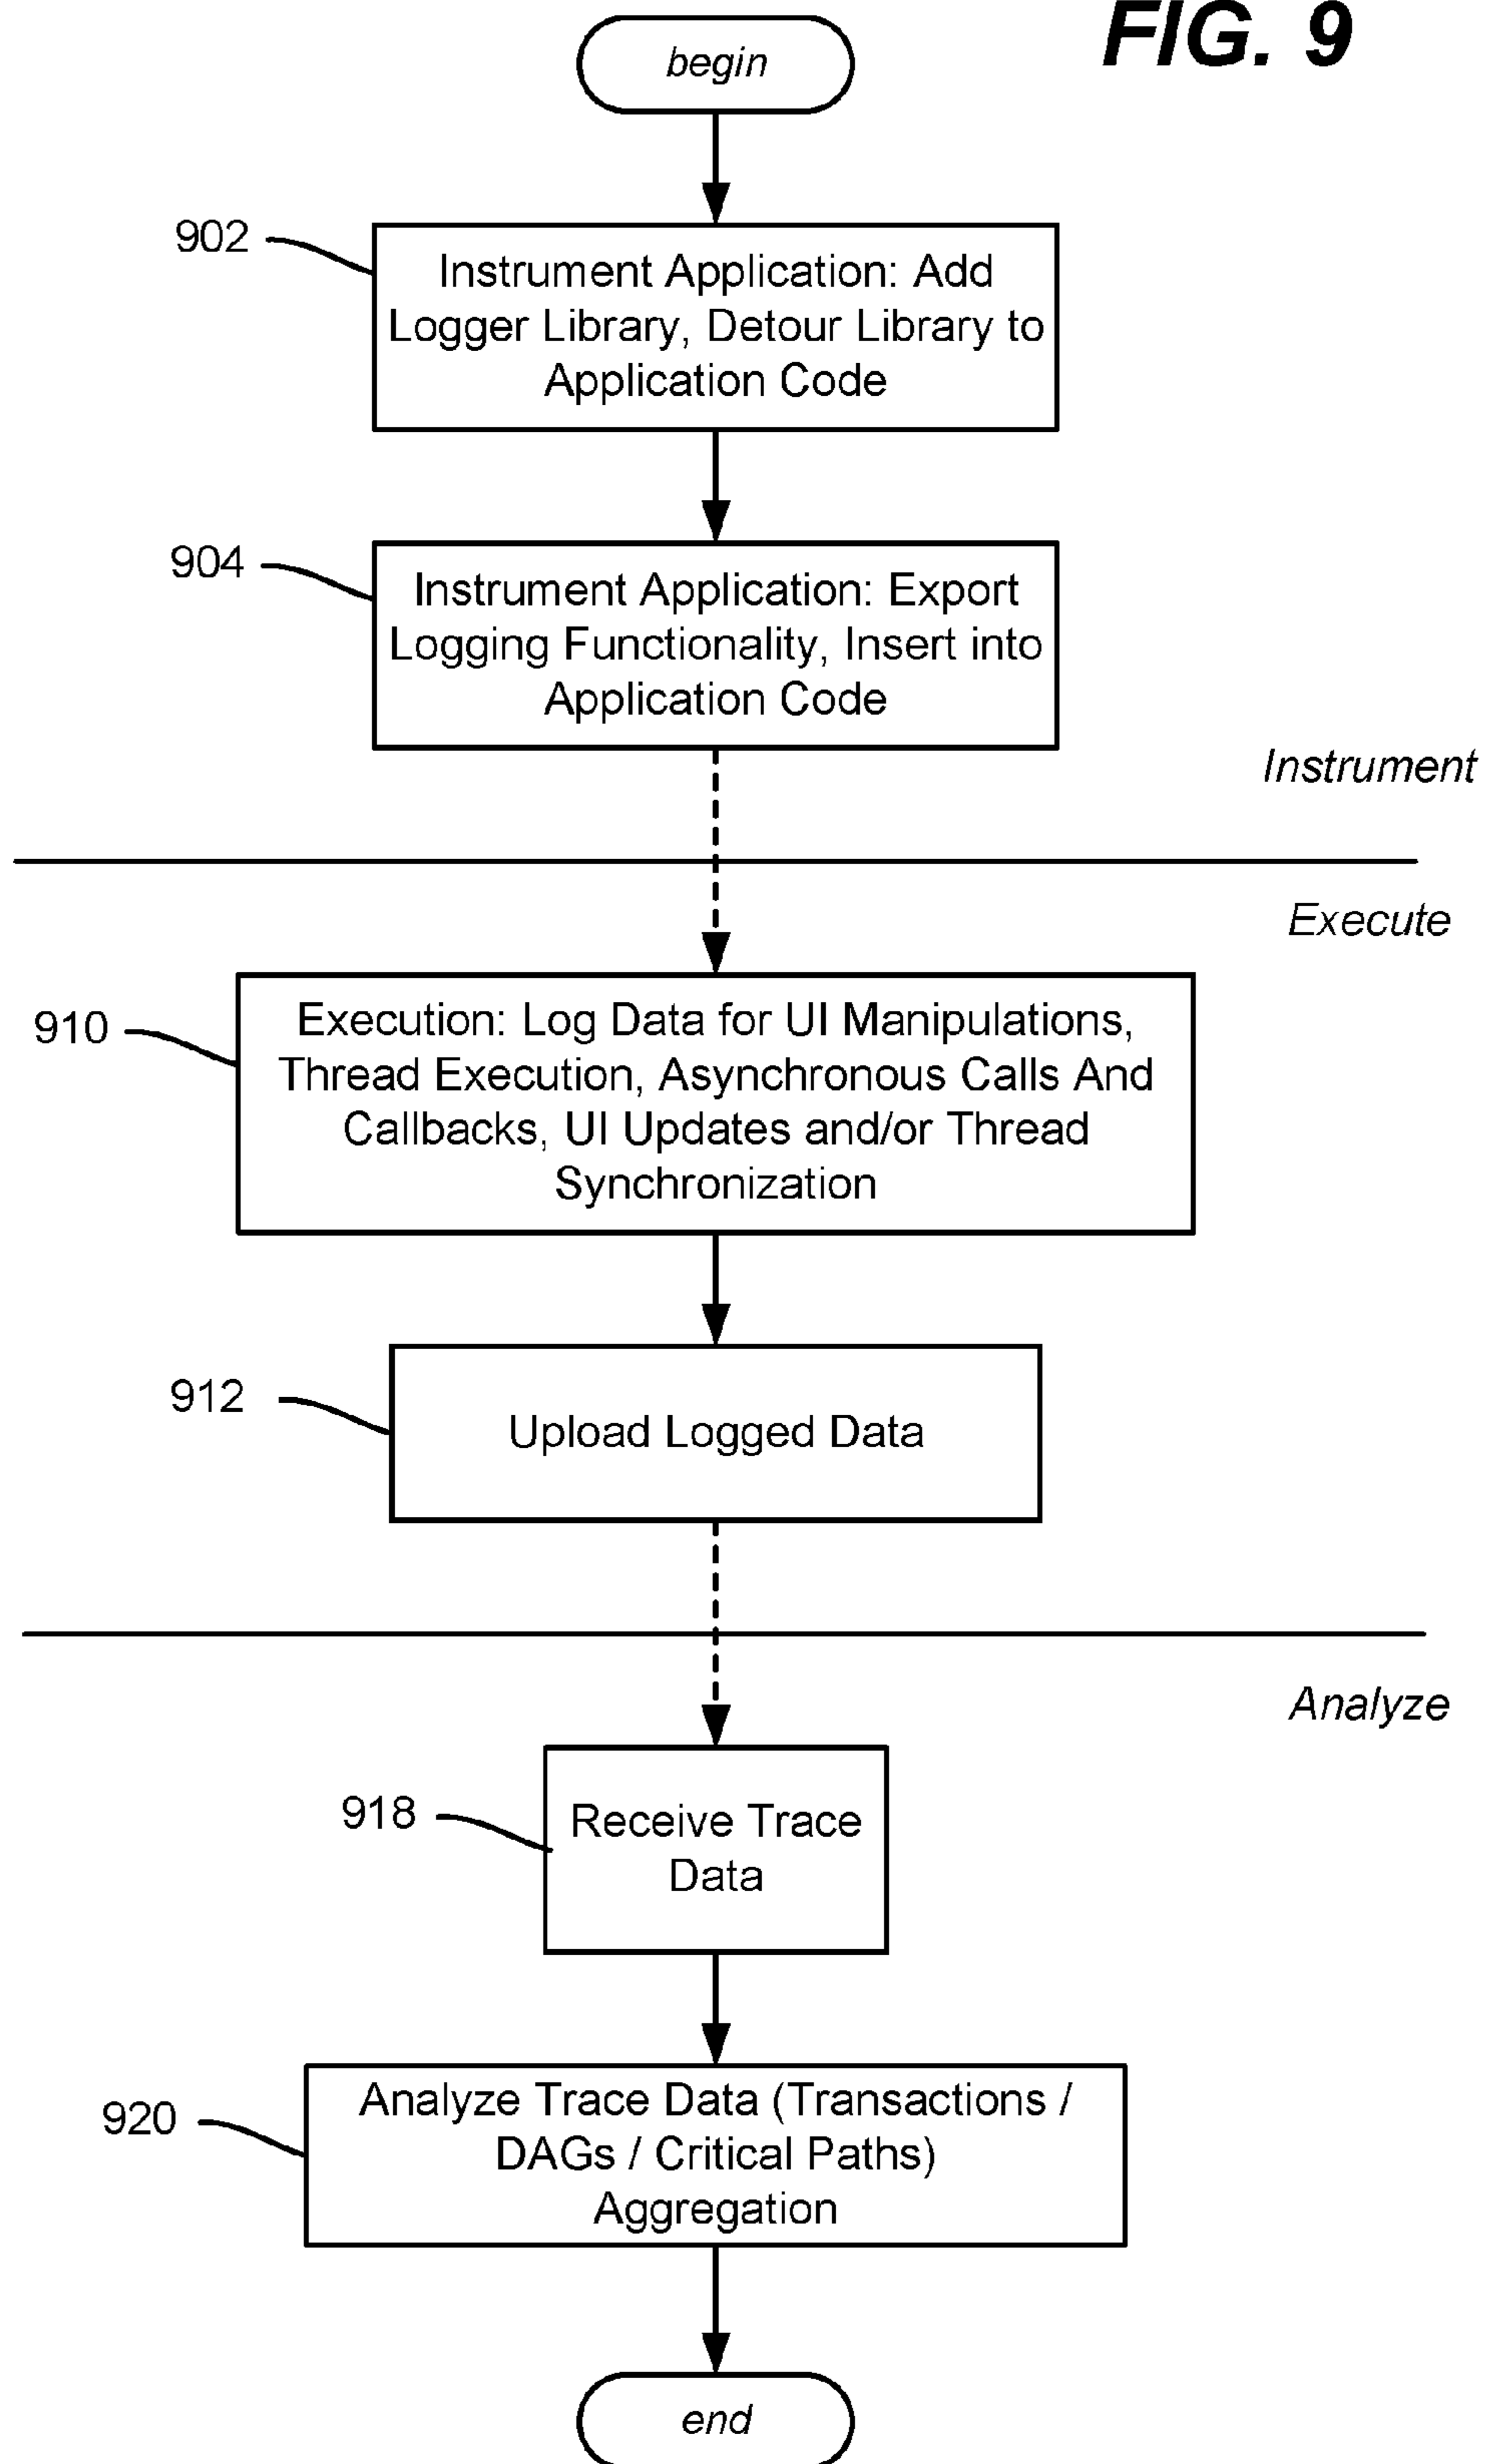 FIG. 9
begin
902
Instrument Application: Add
Logger Library, Detour Library to
Application Code
904
Instrument Application: Export
Logging Functionality, Insert into
Application Code
Instrument
Execute
910
Execution: Log Data for UI Manipulations,
Thread Execution, Asynchronous Calls And
Callbacks, UI Updates and/or Thread
Synchronization
912
Upload Logged Data
Analyze
918
Receive Trace
Data
920
Analyze Trace Data (Transactions /
DAGs / Critical Paths)
Aggregation
end